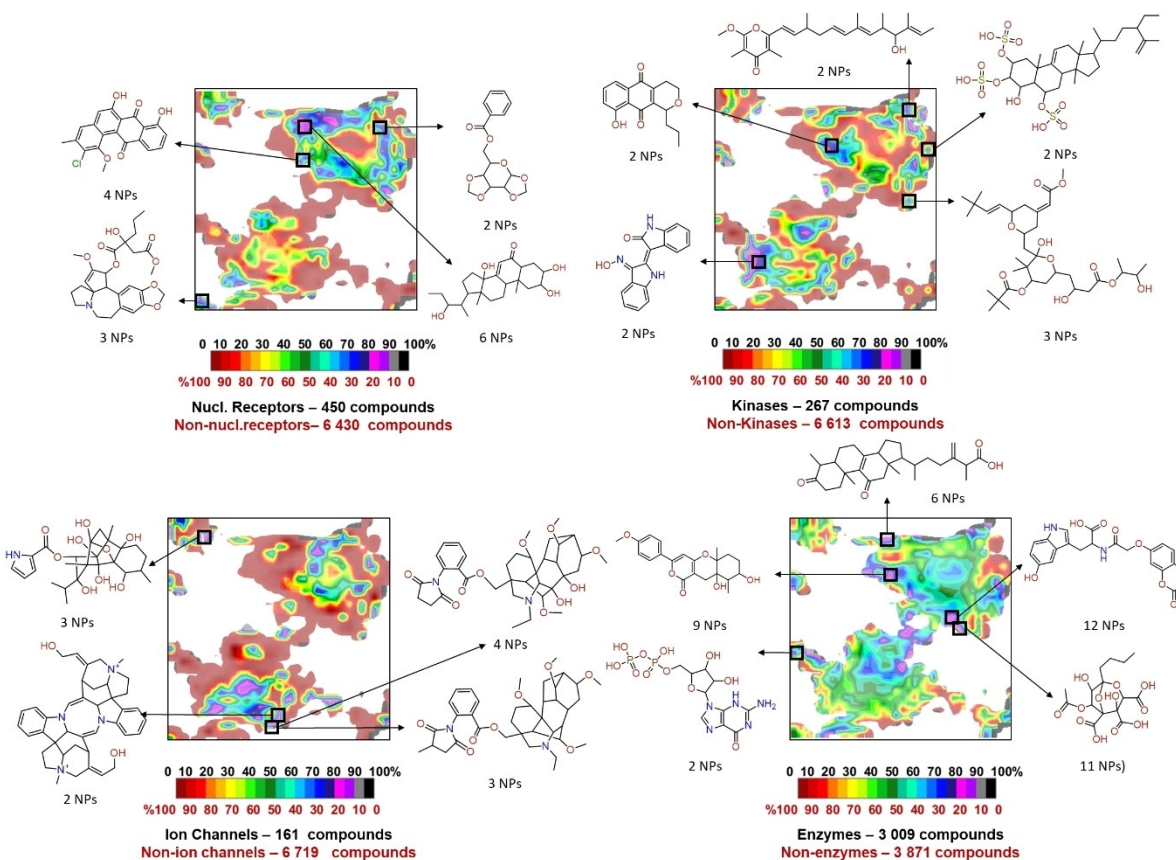 4 NPs
3 NPs
2 NPs
6 NPs
0 10 20 30 40 50 60 70 80 90 100%
%100 90 80 70 60 50 40 30 20 10 0
Nucl. Receptors – 450 compounds
Non-nucl.receptors– 6 430 compounds
2 NPs
2 NPs
2 NPs
2 NPs
3 NPs
0 10 20 30 40 50 60 70 80 90 100%
%100 90 80 70 60 50 40 30 20 10 0
Kinases – 267 compounds
Non-Kinases – 6 613 compounds
3 NPs
2 NPs
4 NPs
3 NPs
0 10 20 30 40 50 60 70 80 90 100%
%100 90 80 70 60 50 40 30 20 10 0
Ion Channels – 161 compounds
Non-ion channels – 6 719 compounds
6 NPs
9 NPs
2 NPs
12 NPs
11 NPs)
0 10 20 30 40 50 60 70 80 90 100%
%100 90 80 70 60 50 40 30 20 10 0
Enzymes – 3 009 compounds
Non-enzymes – 3 871 compounds